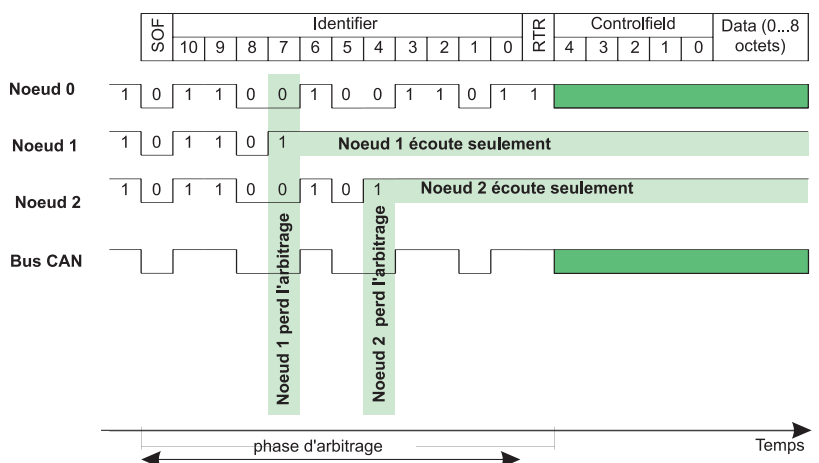 SOF Identifier RTR Controlfield Data (0...8 octets)
10 9 8 7 6 5 4 3 2 1 0 4 3 2 1 0
Noeud 0 1 0 1 1 0 0 1 0 0 1 1 0 1 1
Noeud 1 1 0 1 1 0 1 Noeud 1 écoute seulement
Noeud 2 1 0 1 1 0 0 1 0 1 Noeud 2 écoute seulement
Bus CAN
Noeud 1 perd l'arbitrage
Noeud 2 perd l'arbitrage
phase d'arbitrage
Temps